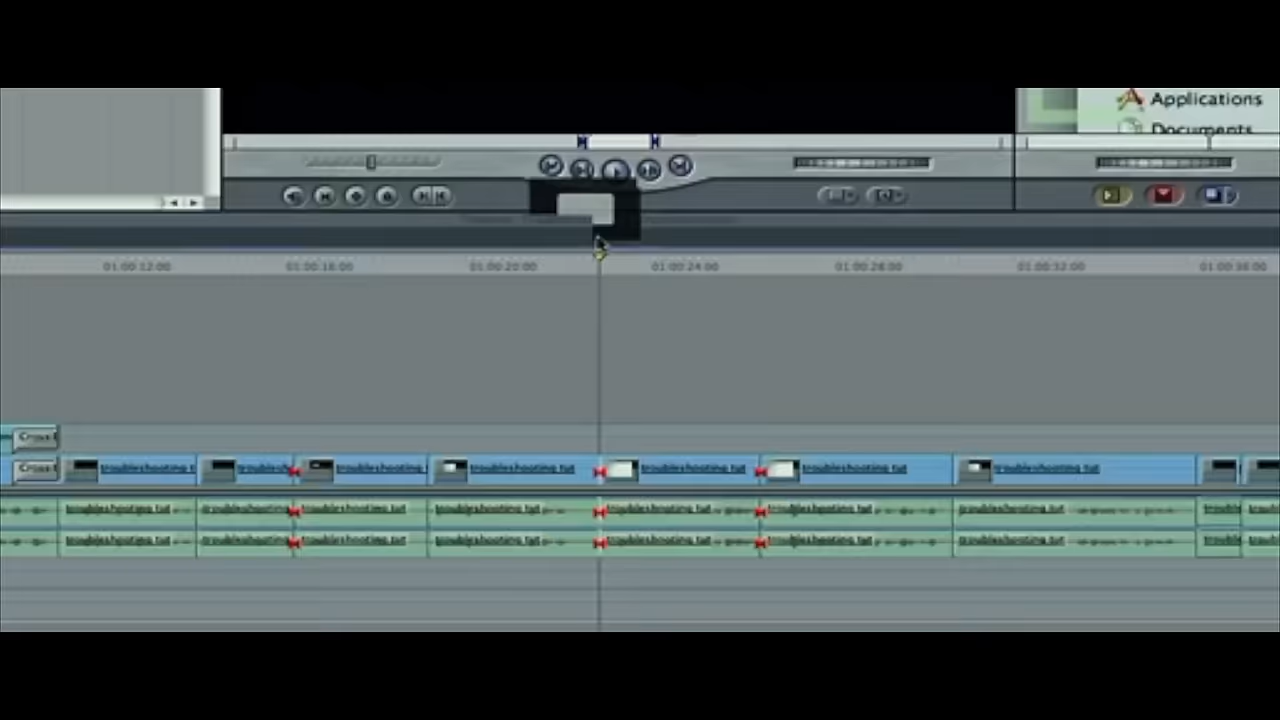 Applications
Documents
01:00:12:00 01:00:16:00 01:00:20:00 01:00:24:00 01:00:28:00 01:00:32:00 01:00:36:00
Cross
Cross troubleshooting t troubleshooting troubleshooting troubleshooting tut troubleshooting tut troubleshooting tut troubleshooting tut
troubleshooting tut troubleshooting troubleshooting tut troubleshooting tut troubleshooting tut troubleshooting tut troubleshooting tut
troubleshooting tut troubleshooting troubleshooting tut troubleshooting tut troubleshooting tut troubleshooting tut troubleshooting tut